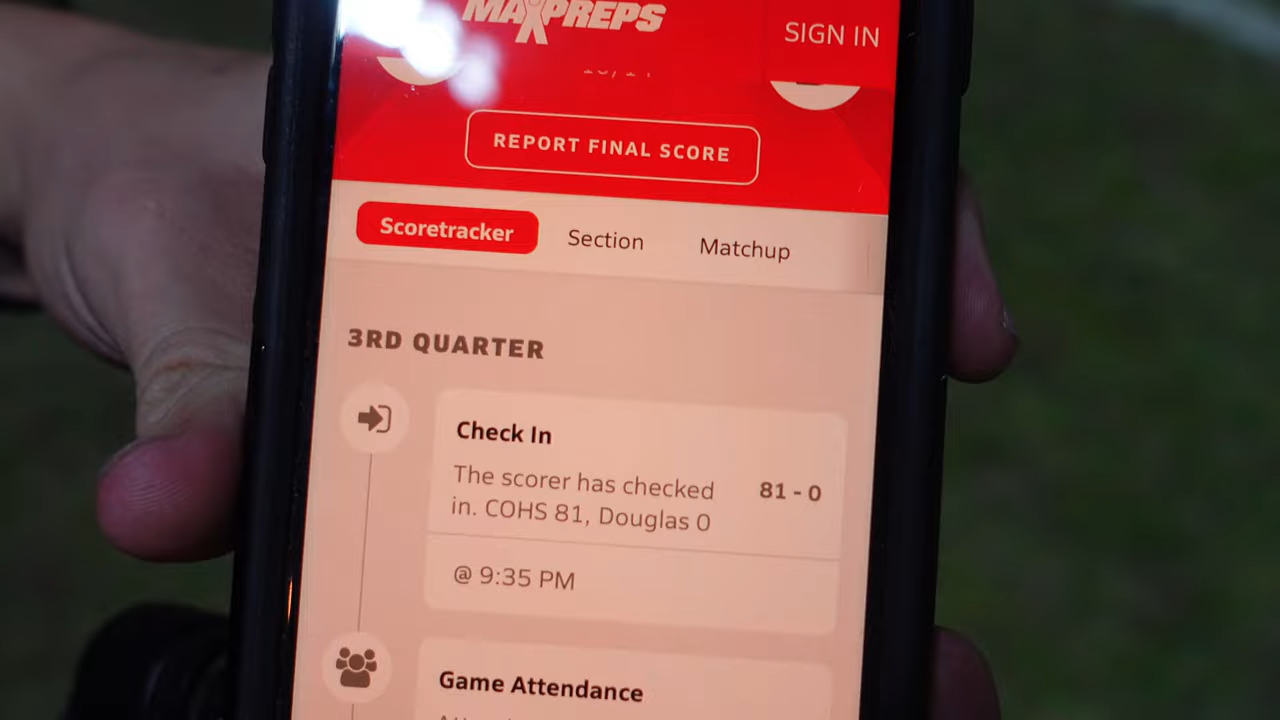 MAXPREPS
SIGN IN
REPORT FINAL SCORE
Scoretracker Section Matchup
3RD QUARTER
Check In
The scorer has checked
in. COHS 81, Douglas 0
81 - 0
@ 9:35 PM
Game Attendance